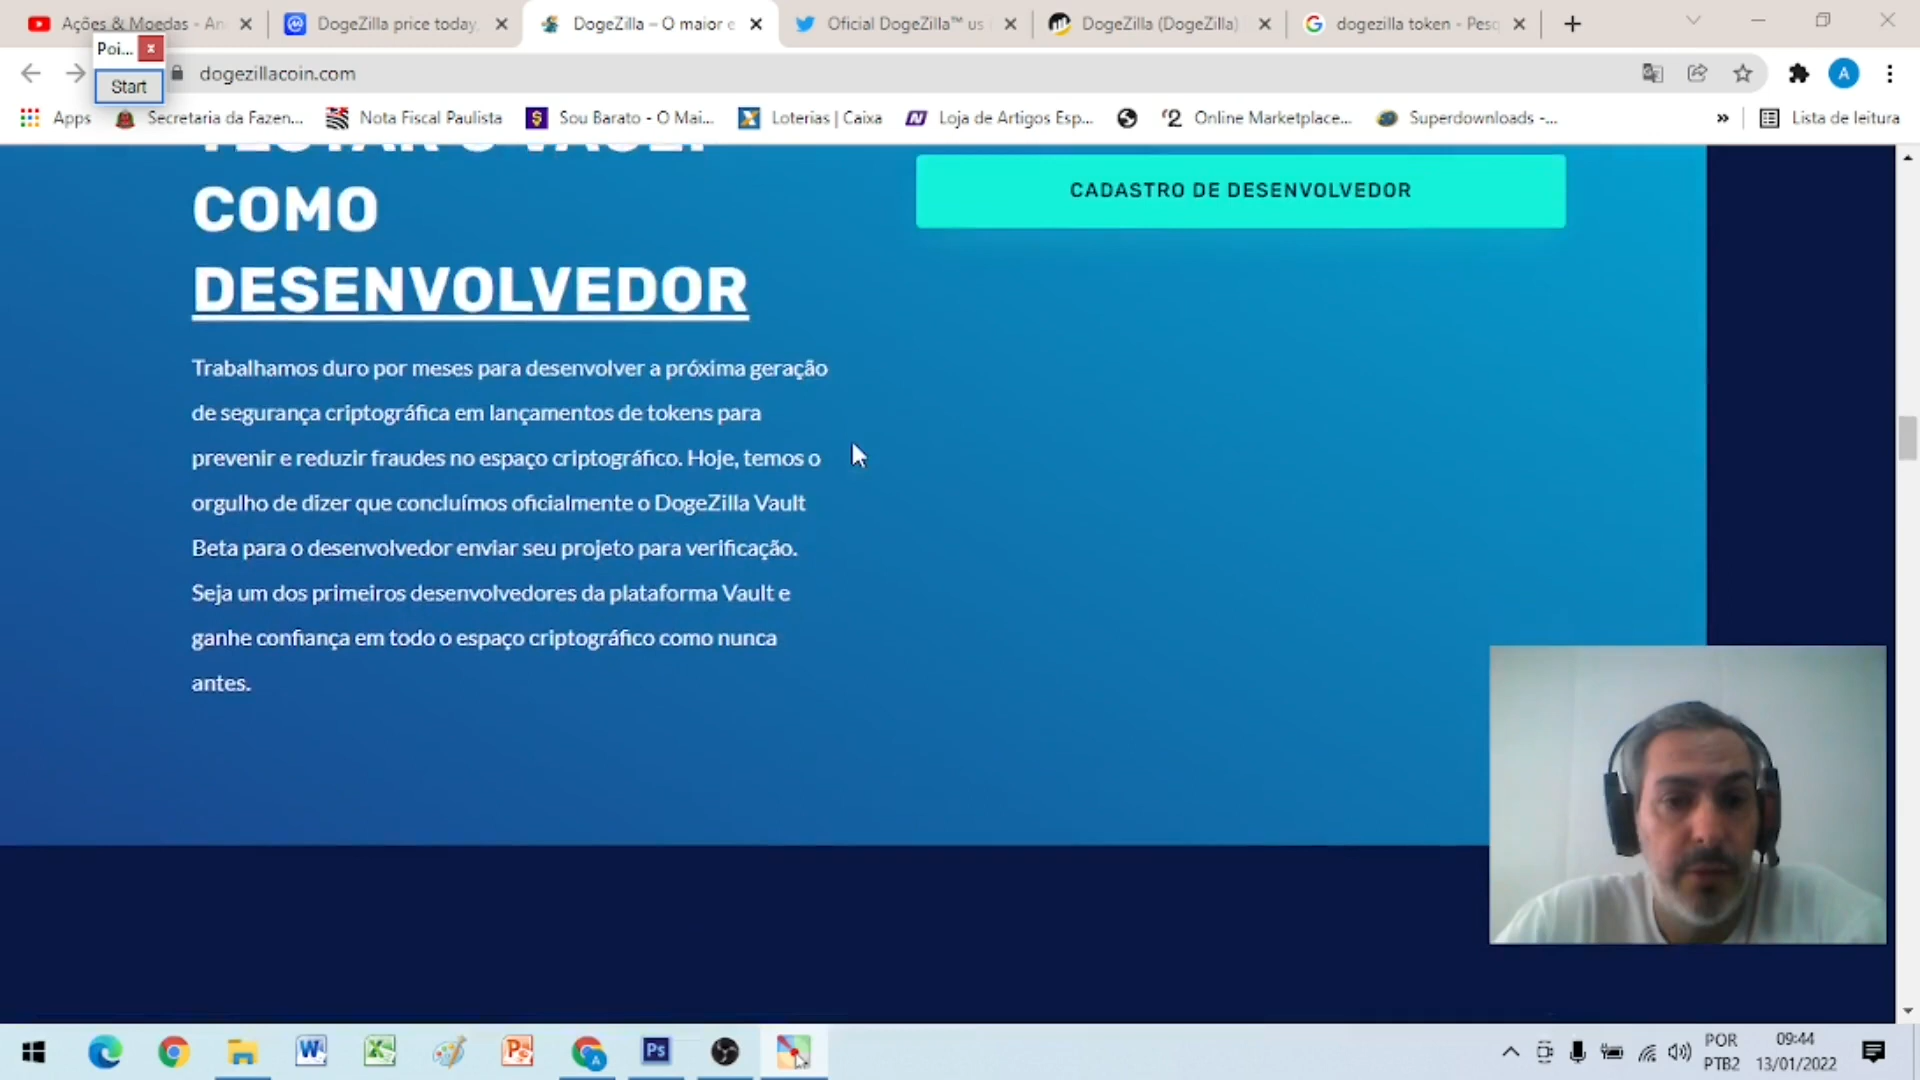 Ações & Moedas - An
DogeZilla price today,
DogeZilla – O maior e
Oficial DogeZilla™ us
DogeZilla (DogeZilla)
dogezilla token - Pesq
Poi...
Start
dogezillacoin.com
A
Apps
Secretaria da Fazen...
Nota Fiscal Paulista
Sou Barato - O Mai...
Loterias | Caixa
Loja de Artigos Esp...
Online Marketplace...
Superdownloads -...
»
Lista de leitura
TESTAR O VAULT
COMO
DESENVOLVEDOR
CADASTRO DE DESENVOLVEDOR
Trabalhamos duro por meses para desenvolver a próxima geração
de segurança criptográfica em lançamentos de tokens para
prevenir e reduzir fraudes no espaço criptográfico. Hoje, temos o
orgulho de dizer que concluímos oficialmente o DogeZilla Vault
Beta para o desenvolvedor enviar seu projeto para verificação.
Seja um dos primeiros desenvolvedores da plataforma Vault e
ganhe confiança em todo o espaço criptográfico como nunca
antes.
POR
PTB2
09:44
13/01/2022